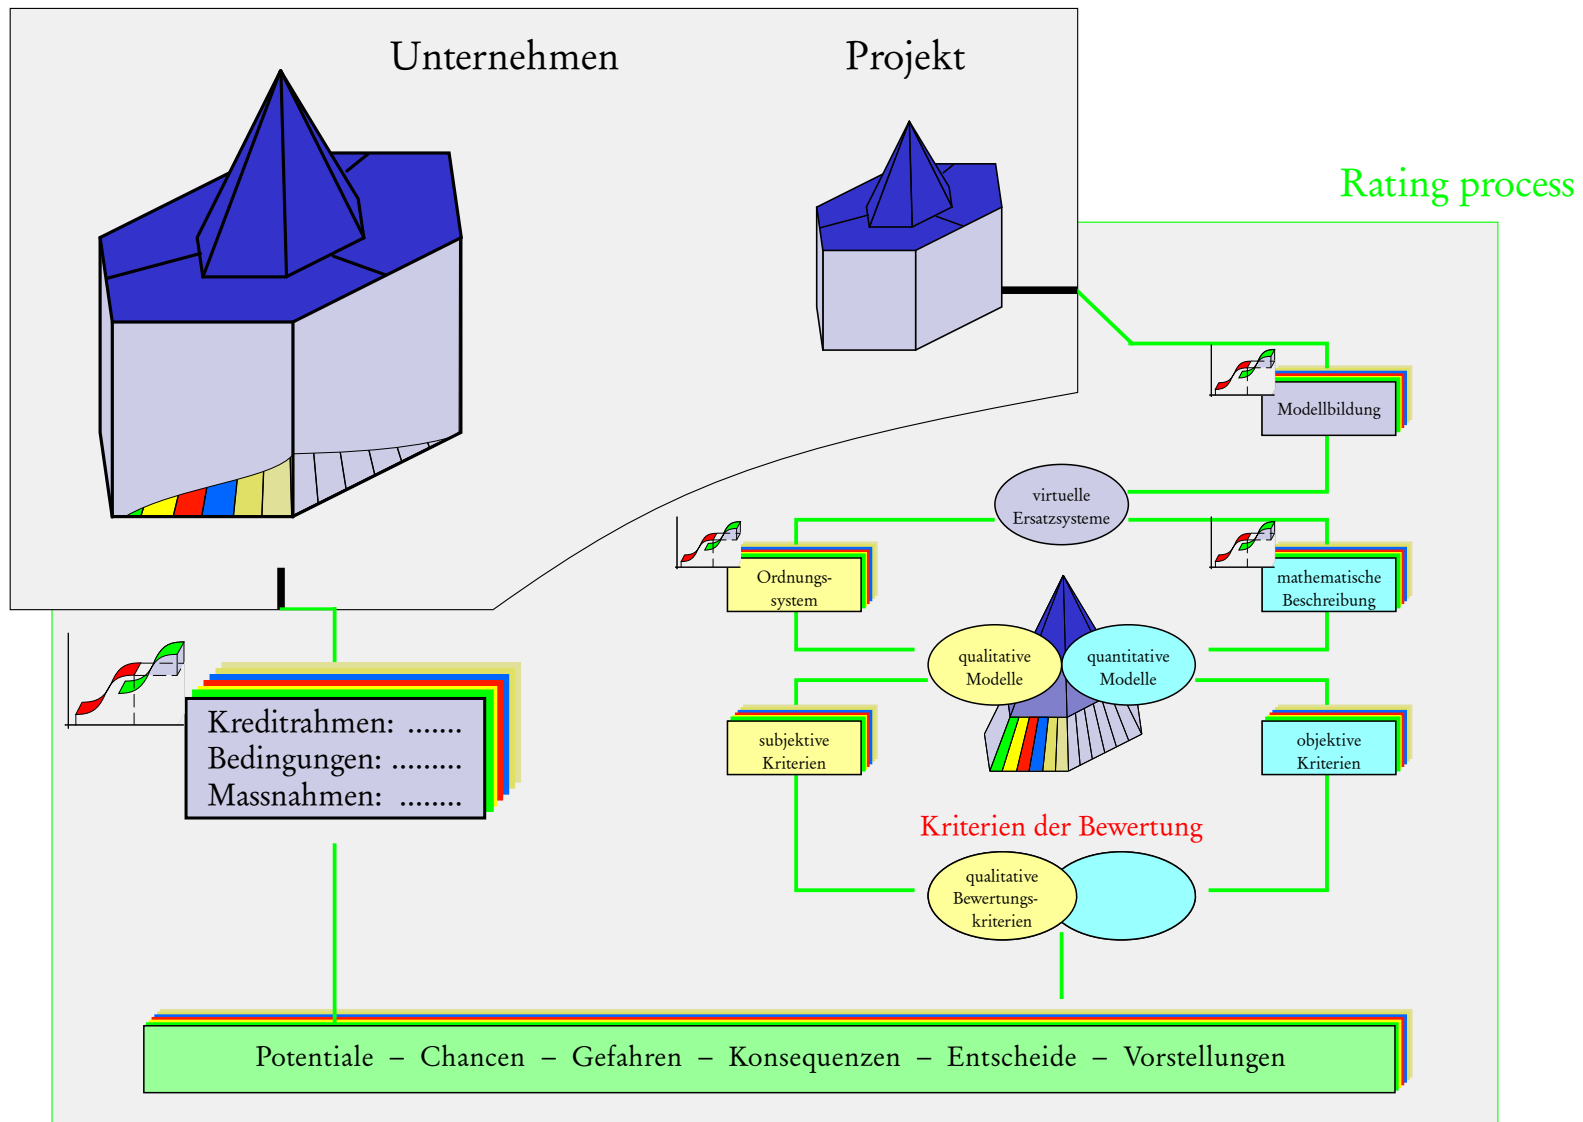 Unternehmen
Projekt
Rating process
Modellbildung
virtuelle
Ersatzsysteme
Ordnungs-
system
mathematische
Beschreibung
qualitative
Modelle
quantitative
Modelle
subjektive
Kriterien
objektive
Kriterien
Kreditrahmen: .......
Bedingungen: .........
Massnahmen: ........
Kriterien der Bewertung
qualitative
Bewertungs-
kriterien
Potentiale – Chancen – Gefahren – Konsequenzen – Entscheide – Vorstellungen